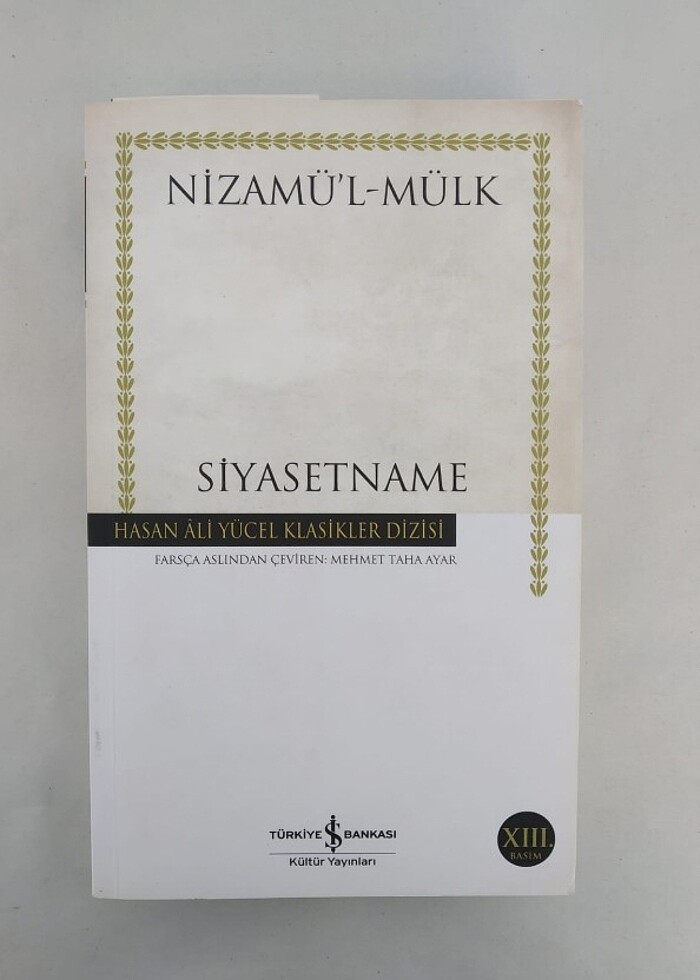 NİZAMÜ'L-MÜLK
SİYASETNAME
HASAN ÂLİ YÜCEL KLASİKLER DİZİSİ
FARSÇA ASLINDAN ÇEVİREN: MEHMET TAHA AYAR
TÜRKİYE İŞ BANKASI
Kültür Yayınları
XIII.
BASIM